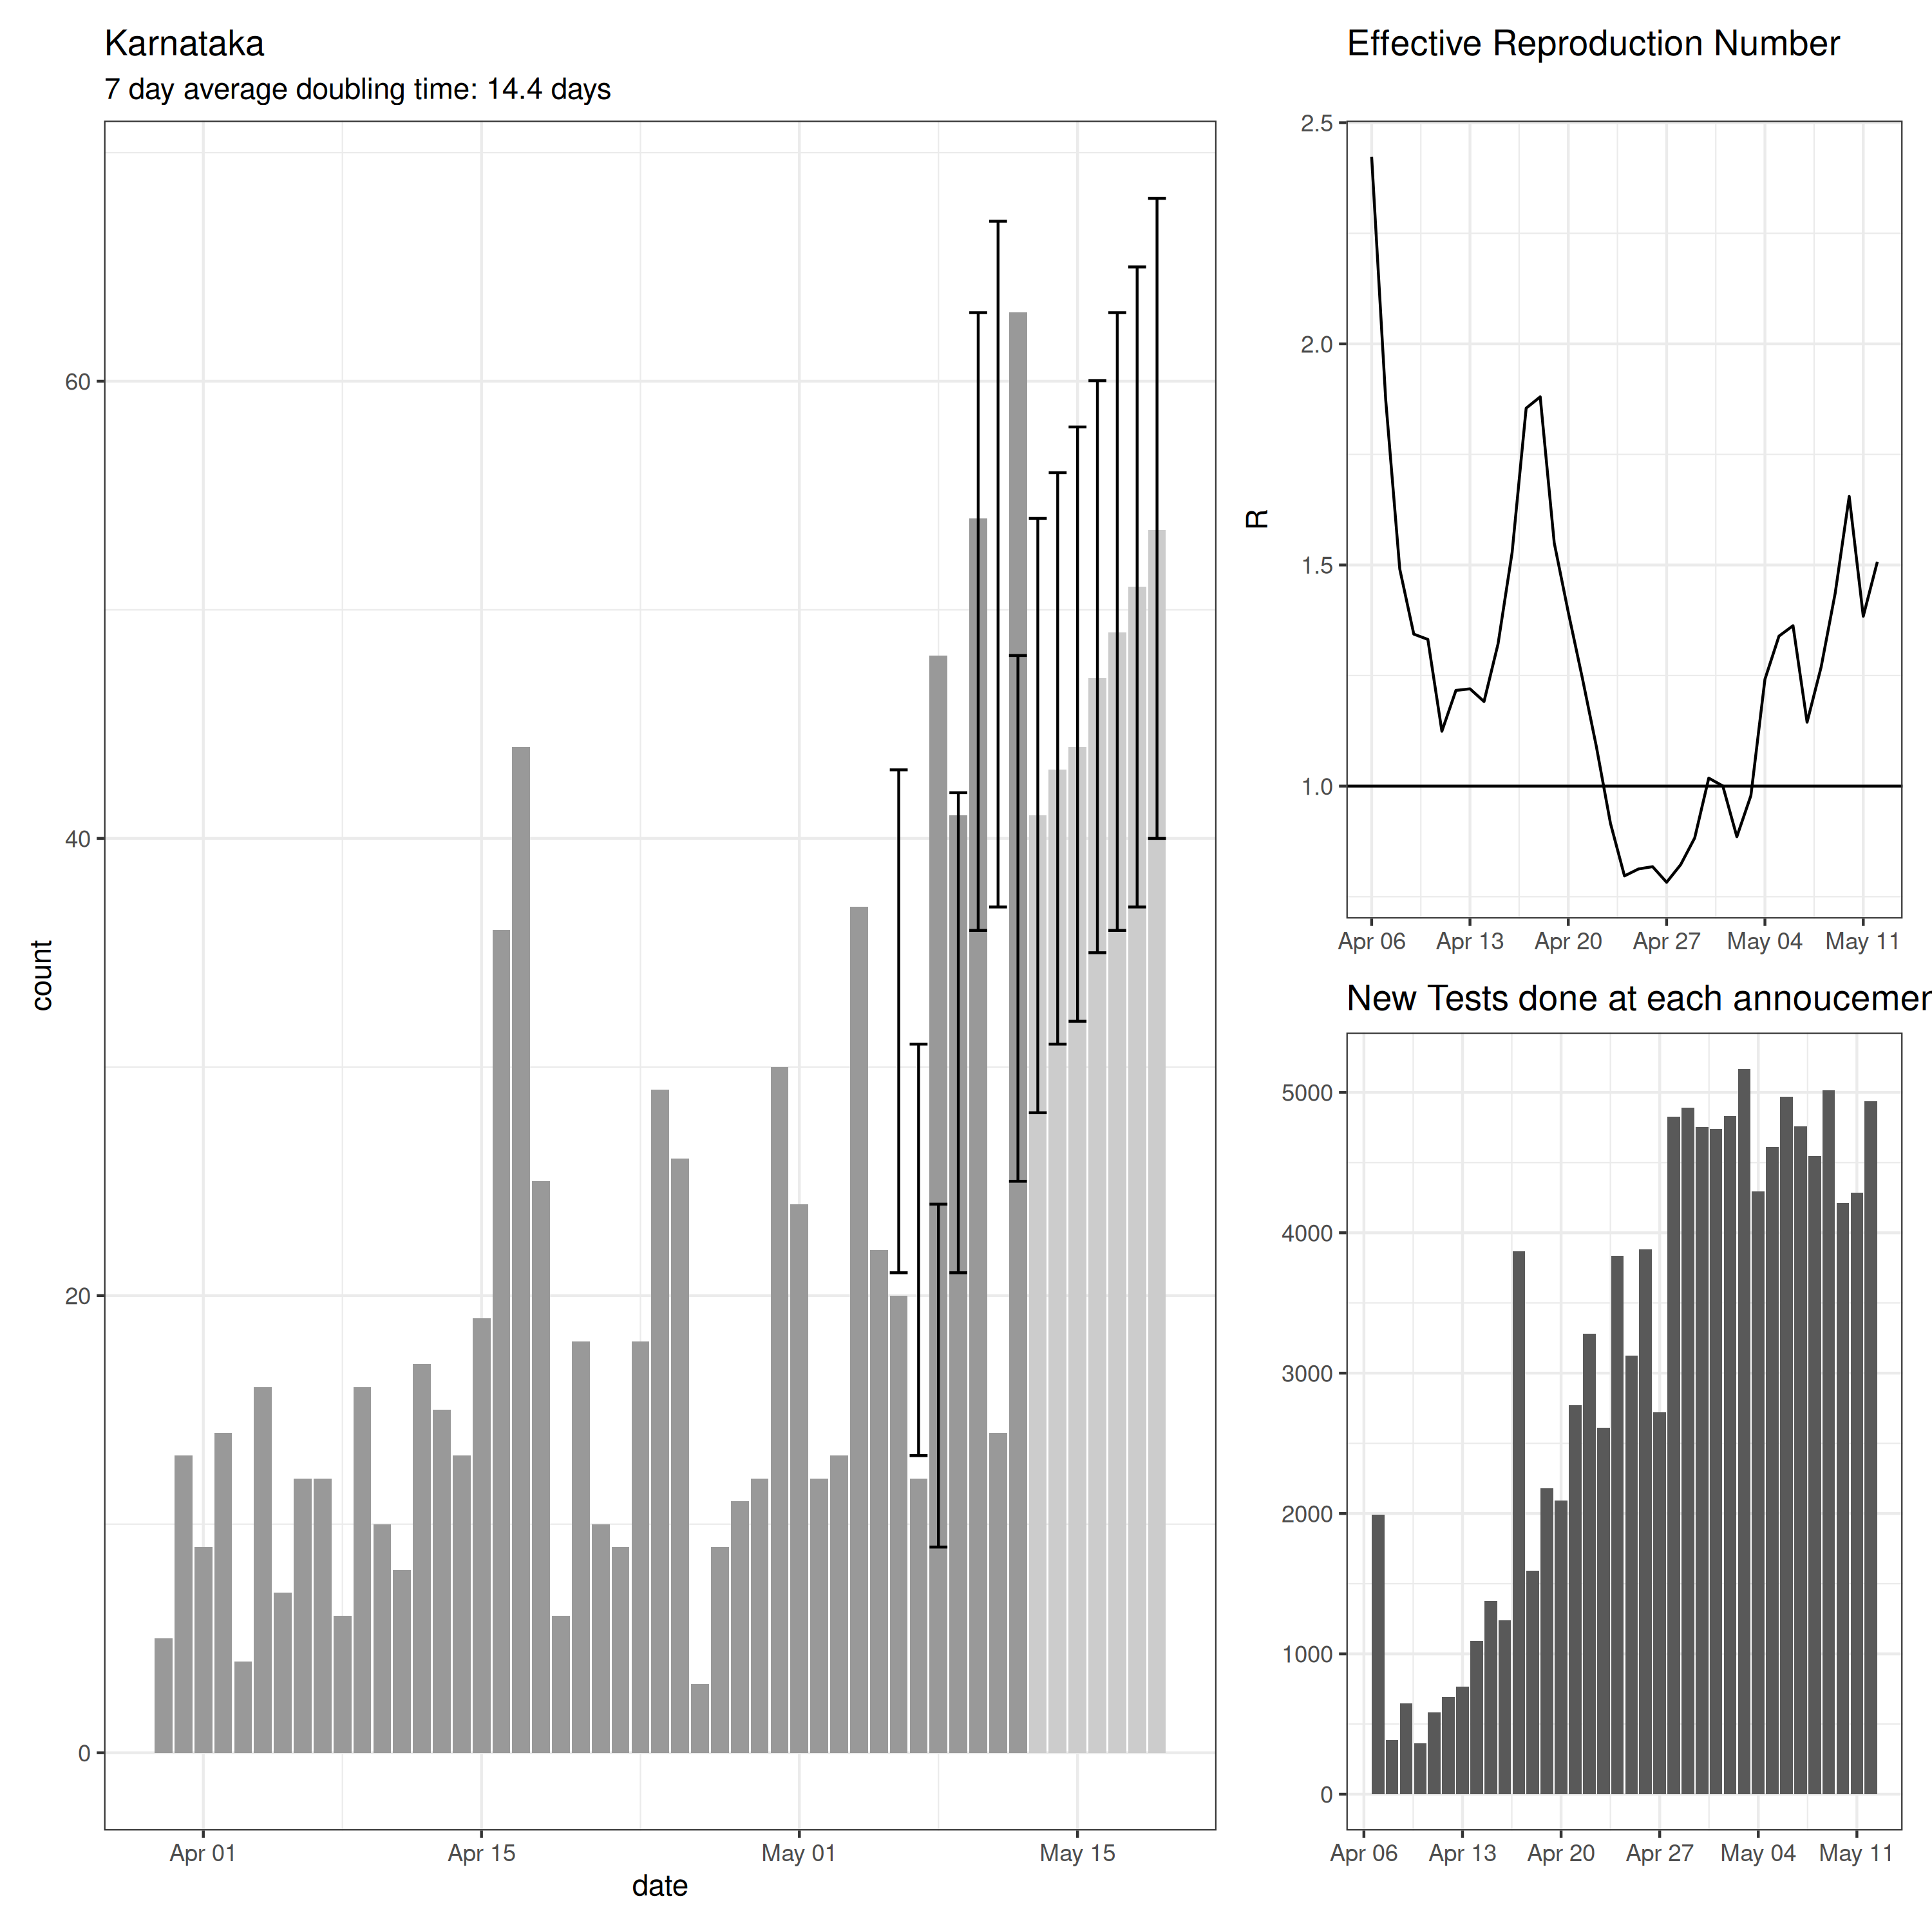 Karnataka
7 day average doubling time: 14.4 days
60
40
20
0
count
Apr 01 Apr 15 May 01 May 15
date
Effective Reproduction Number
2.5
2.0
1.5
1.0
R
Apr 06 Apr 13 Apr 20 Apr 27 May 04 May 11
New Tests done at each annoucemen
5000
4000
3000
2000
1000
0
Apr 06 Apr 13 Apr 20 Apr 27 May 04 May 11